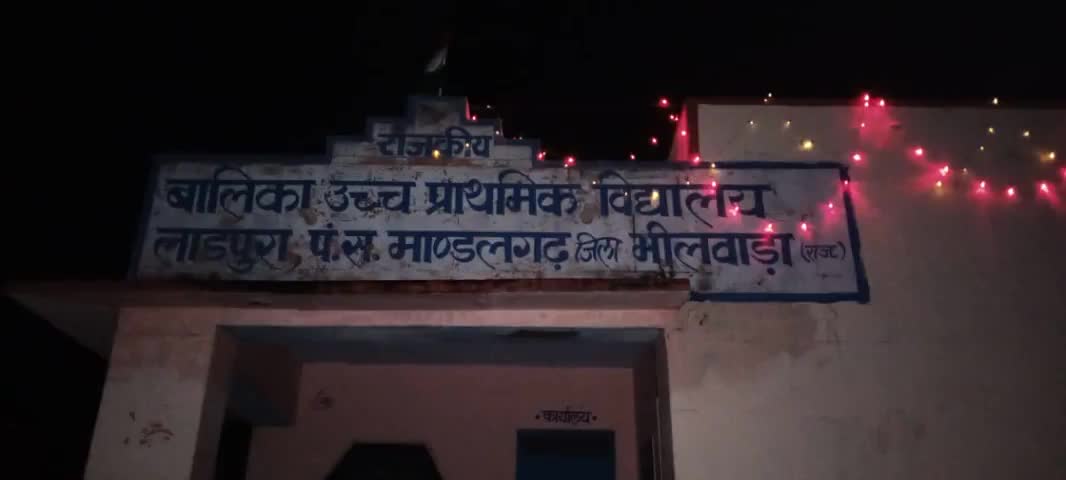 राजकीय
बालिका उच्च प्राथमिक विद्यालय
लाडपुरा पं.स. माण्डलगढ़ जिला भीलवाड़ा (राज.)
कार्यालय